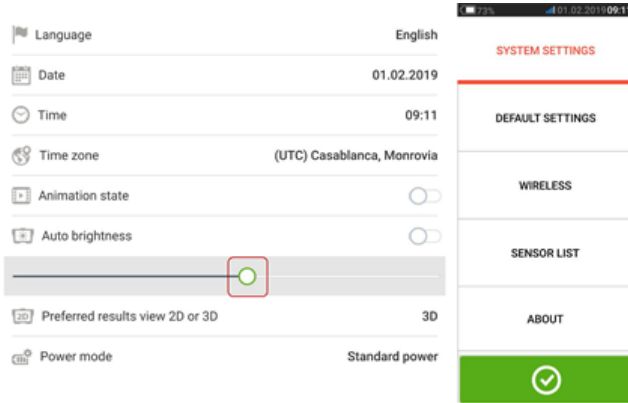 Language English
Date 01.02.2019
Time 09:11
Time zone (UTC) Casablanca, Monrovia
Animation state
Auto brightness
2D Preferred results view 2D or 3D 3D
Power mode Standard power
73% 01.02.2019 09:11
SYSTEM SETTINGS
DEFAULT SETTINGS
WIRELESS
SENSOR LIST
ABOUT